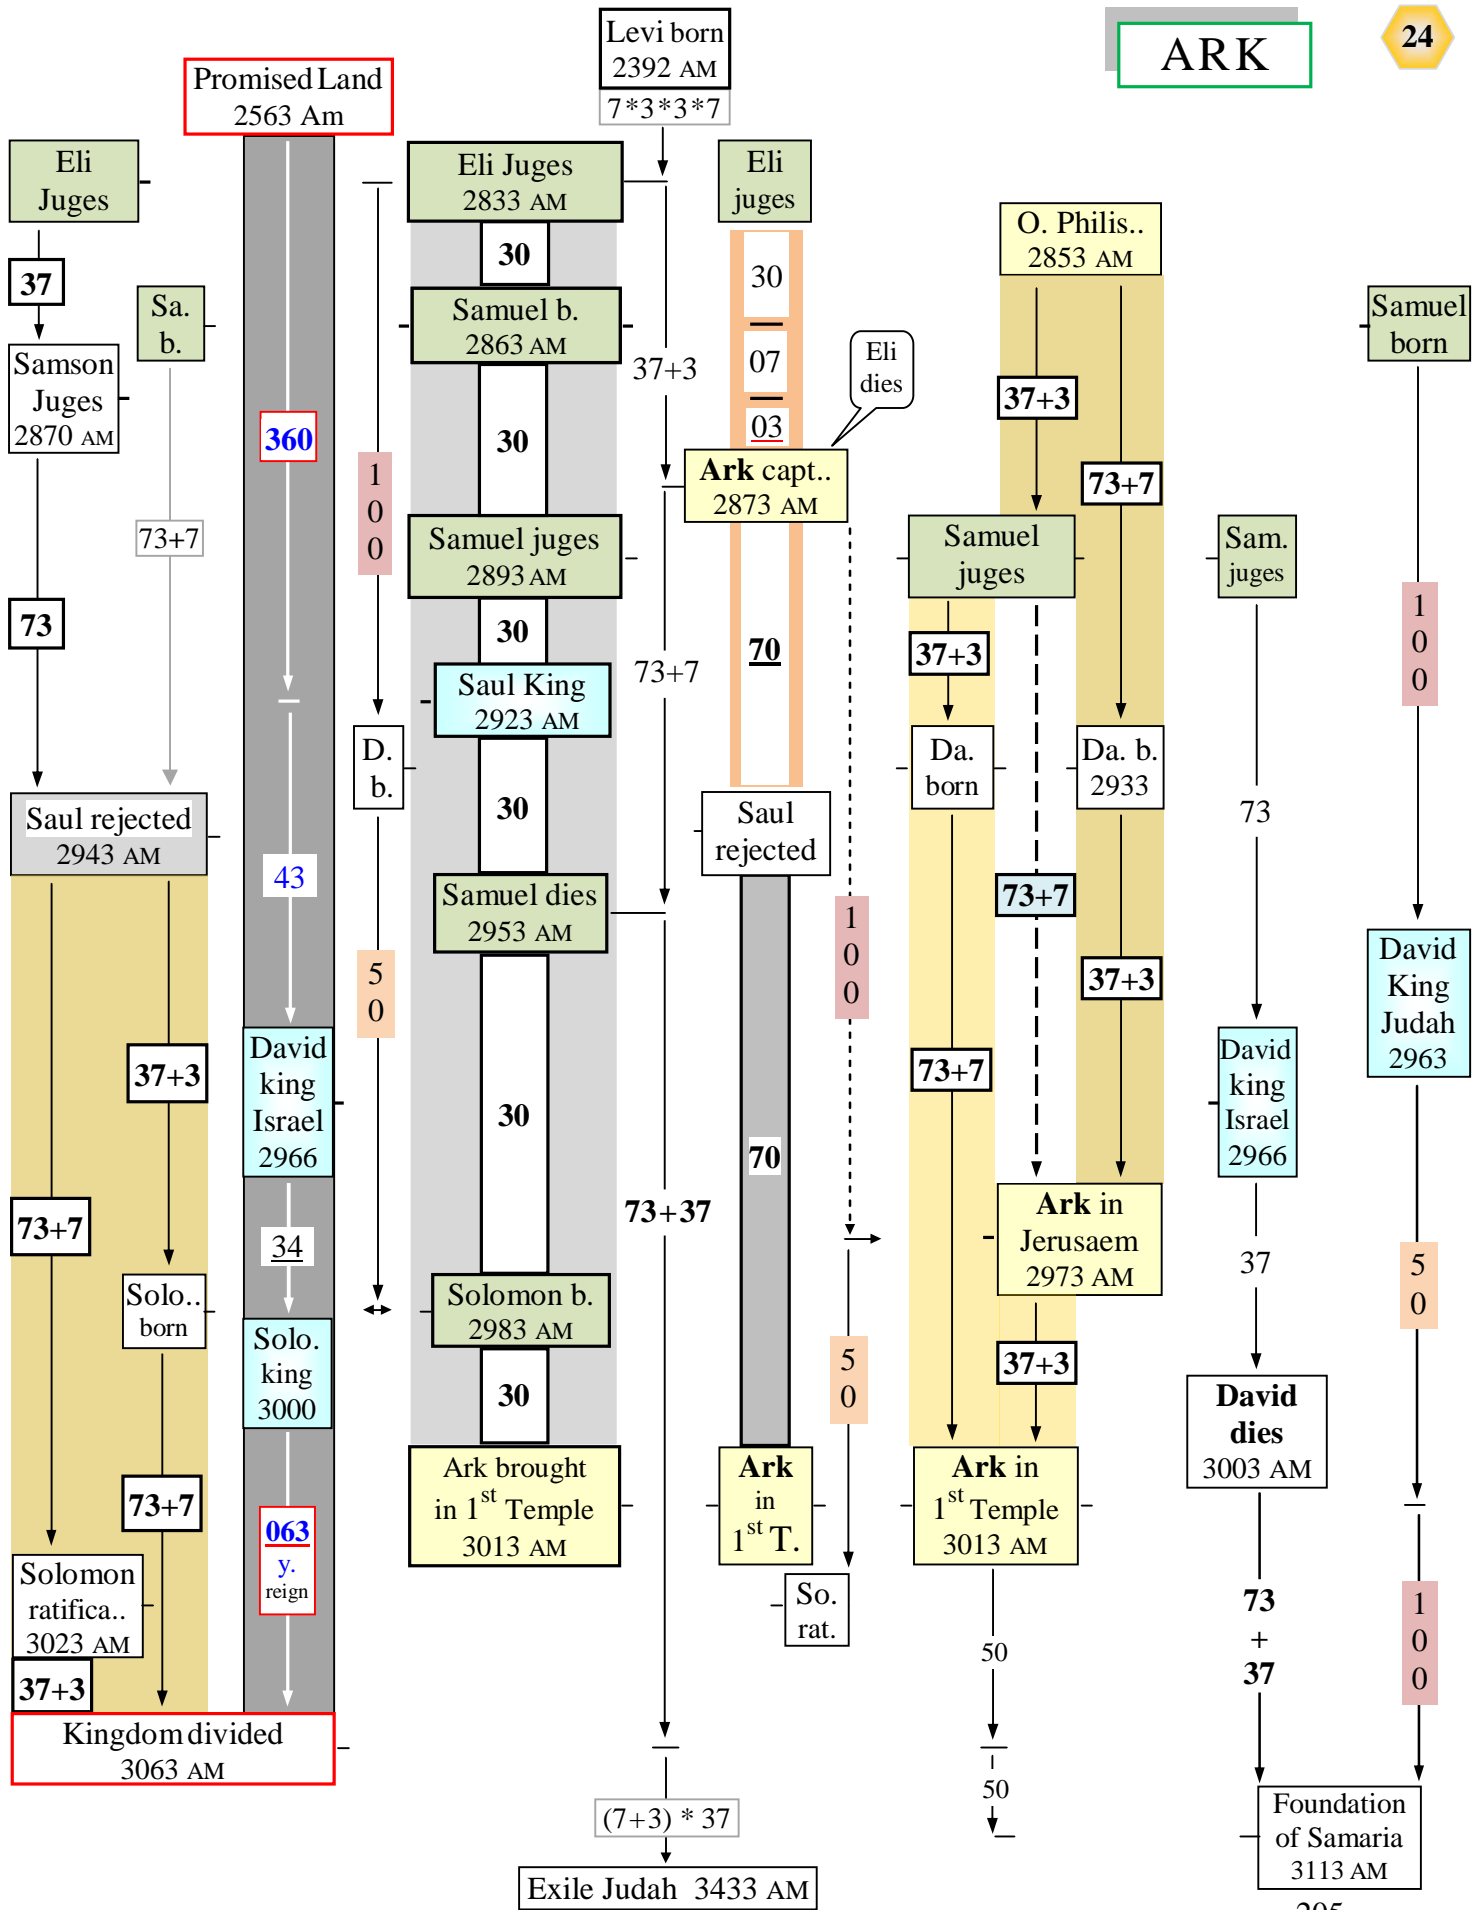 ARK
24
Levi born
2392 AM
7*3*3*7
Promised Land
2563 Am
Eli
Juges
37
Samson
Juges
2870 AM
73
Sa.
b.
73+7
Saul rejected
2943 AM
37+3
73+7
Solo..
born
73+7
Solomon
ratifica..
3023 AM
37+3
Kingdom divided
3063 AM
360
43
David
king
Israel
2966
34
Solo.
king
3000
063
y.
reign
1
0
0
D.
b.
5
0
Eli Juges
2833 AM
30
Samuel b.
2863 AM
30
Samuel juges
2893 AM
30
Saul King
2923 AM
30
Samuel dies
2953 AM
30
Solomon b.
2983 AM
30
Ark brought
in 1st Temple
3013 AM
37+3
73+7
73+37
(7+3) * 37
Exile Judah 3433 AM
Eli
juges
30
07
03
Eli
dies
Ark capt..
2873 AM
70
Saul
rejected
70
Ark
in
1st T.
1
0
0
5
0
So.
rat.
O. Philis..
2853 AM
37+3
73+7
Samuel
juges
37+3
Da.
born
Da. b.
2933
73+7
37+3
73+7
Ark in
Jerusaem
2973 AM
37+3
Ark in
1st Temple
3013 AM
50
50
Sam.
juges
73
David
king
Israel
2966
37
David
dies
3003 AM
73
+
37
Samuel
born
1
0
0
David
King
Judah
2963
5
0
1
0
0
Foundation
of Samaria
3113 AM
205